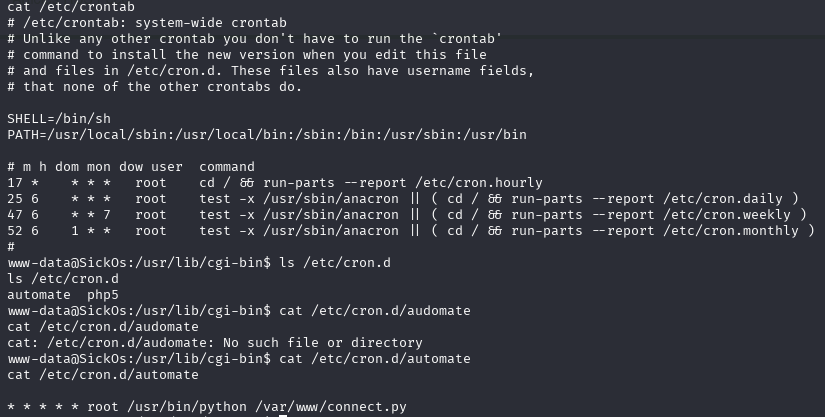 cat /etc/crontab
# /etc/crontab: system-wide crontab
# Unlike any other crontab you don't have to run the `crontab'
# command to install the new version when you edit this file
# and files in /etc/cron.d. These files also have username fields,
# that none of the other crontabs do.
SHELL=/bin/sh
PATH=/usr/local/sbin:/usr/local/bin:/sbin:/bin:/usr/sbin:/usr/bin
# m h dom mon dow user  command
17 *    * * *   root    cd / && run-parts --report /etc/cron.hourly
25 6    * * *   root    test -x /usr/sbin/anacron || ( cd / && run-parts --report /etc/cron.daily )
47 6    * * 7   root    test -x /usr/sbin/anacron || ( cd / && run-parts --report /etc/cron.weekly )
52 6    1 * *   root    test -x /usr/sbin/anacron || ( cd / && run-parts --report /etc/cron.monthly )
#
www-data@SickOs:/usr/lib/cgi-bin$ ls /etc/cron.d
ls /etc/cron.d
automate  php5
www-data@SickOs:/usr/lib/cgi-bin$ cat /etc/cron.d/audomate
cat /etc/cron.d/audomate
cat: /etc/cron.d/audomate: No such file or directory
www-data@SickOs:/usr/lib/cgi-bin$ cat /etc/cron.d/automate
cat /etc/cron.d/automate
* * * * * root /usr/bin/python /var/www/connect.py